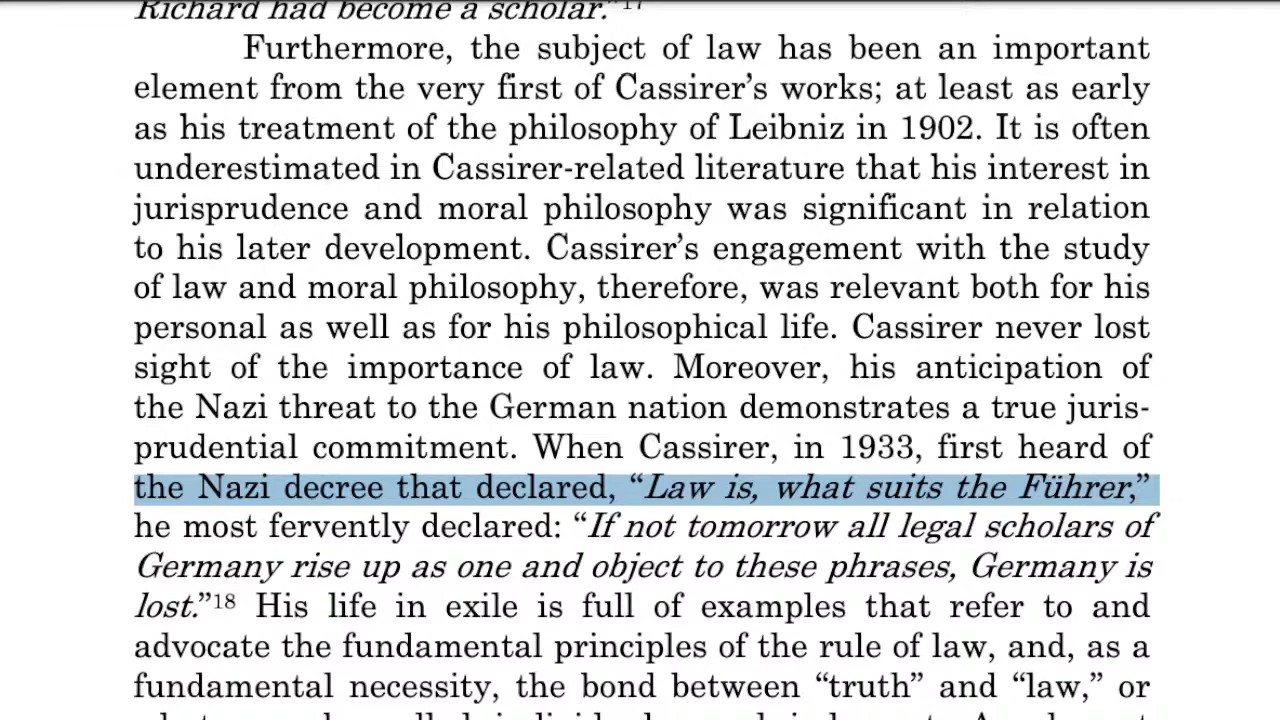 Richard had become a scholar.”17
Furthermore, the subject of law has been an important
element from the very first of Cassirer’s works; at least as early
as his treatment of the philosophy of Leibniz in 1902. It is often
underestimated in Cassirer-related literature that his interest in
jurisprudence and moral philosophy was significant in relation
to his later development. Cassirer’s engagement with the study
of law and moral philosophy, therefore, was relevant both for his
personal as well as for his philosophical life. Cassirer never lost
sight of the importance of law. Moreover, his anticipation of
the Nazi threat to the German nation demonstrates a true juris-
prudential commitment. When Cassirer, in 1933, first heard of
the Nazi decree that declared, “Law is, what suits the Führer,”
he most fervently declared: “If not tomorrow all legal scholars of
Germany rise up as one and object to these phrases, Germany is
lost.”18 His life in exile is full of examples that refer to and
advocate the fundamental principles of the rule of law, and, as a
fundamental necessity, the bond between “truth” and “law,” or